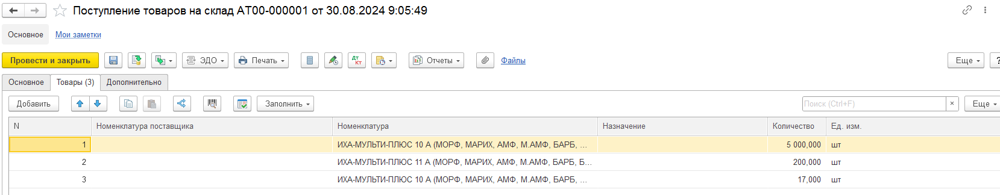 Поступление товаров на склад АТ00-000001 от 30.08.2024 9:05:49
Основное Мои заметки
Провести и закрыть ЭДО Печать Дт Кт Отчеты Файлы Еще ?
Основное Товары (3) Дополнительно
Добавить Заполнить Поиск (Ctrl+F) × Еще
N Номенклатура поставщика Номенклатура Назначение Количество Ед. изм.
1 ИХА-МУЛЬТИ-ПЛЮС 10 А (МОРФ, МАРИХ, АМФ, М.АМФ, БАРБ, ... 5 000,000 шт
2 ИХА-МУЛЬТИ-ПЛЮС 11 А (МОРФ, МАРИХ, АМФ, М.АМФ, БАРБ, Б... 200,000 шт
3 ИХА-МУЛЬТИ-ПЛЮС 10 А (МОРФ, МАРИХ, АМФ, М.АМФ, БАРБ, ... 17,000 шт